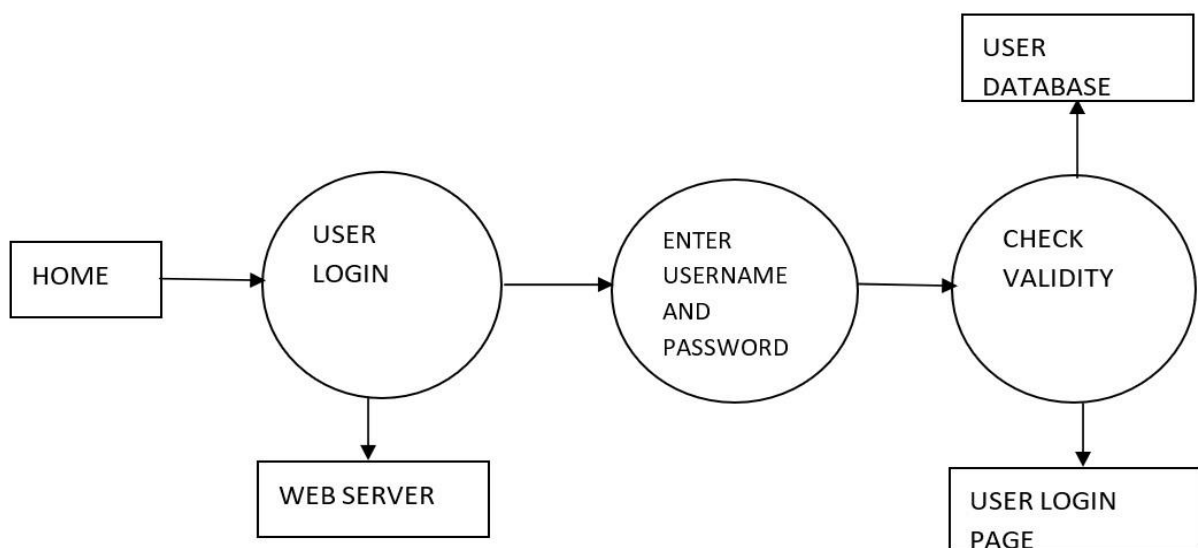 USER
DATABASE
USER
LOGIN
ENTER
USERNAME
AND
PASSWORD
CHECK
VALIDITY
HOME
WEB SERVER
USER LOGIN
PAGE